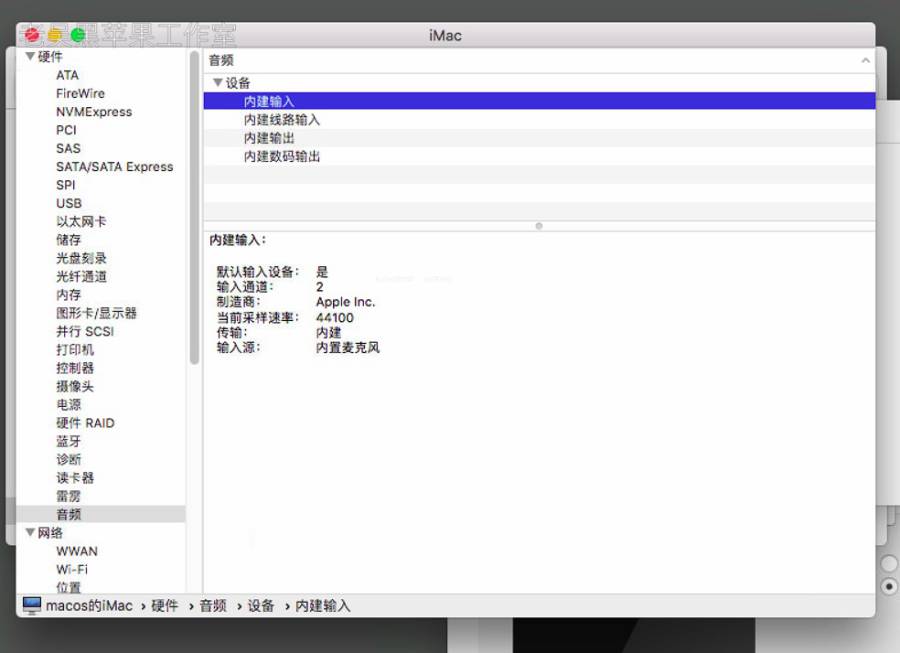 老吴黑苹果工作室
iMac
硬件
ATA
FireWire
NVMExpress
PCI
SAS
SATA/SATA Express
SPI
USB
以太网卡
储存
光盘刻录
光纤通道
内存
图形卡/显示器
并行 SCSI
打印机
控制器
摄像头
电源
硬件 RAID
蓝牙
诊断
读卡器
雷雳
音频
网络
WWAN
Wi-Fi
位置
音频
设备
内建输入
内建线路输入
内建输出
内建数码输出
内建输入：
默认输入设备： 是
输入通道： 2
制造商： Apple Inc.
当前采样速率： 44100
传输： 内建
输入源： 内置麦克风
macos的iMac › 硬件 › 音频 › 设备 › 内建输入